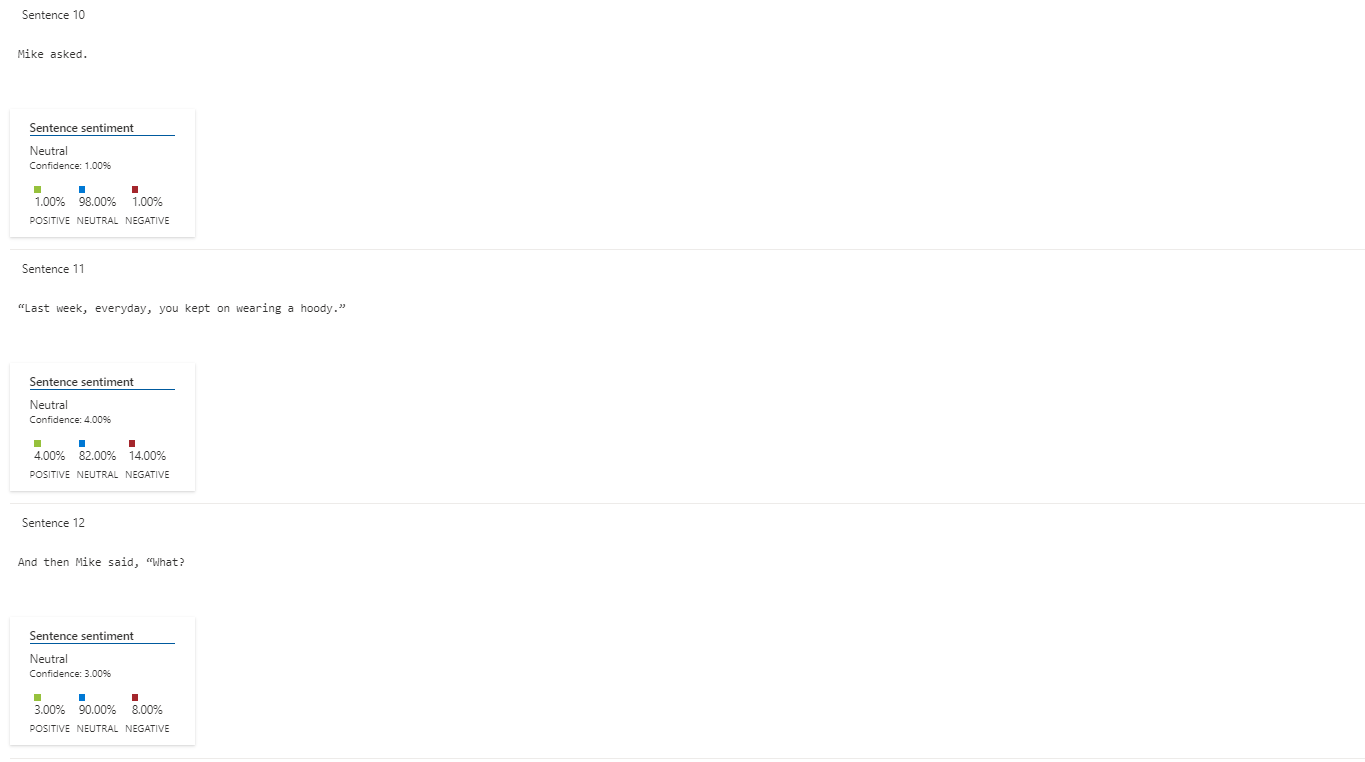 Sentence 10
Mike asked.
Sentence sentiment
Neutral
Confidence: 1.00%
1.00% 98.00% 1.00%
POSITIVE NEUTRAL NEGATIVE
Sentence 11
“Last week, everyday, you kept on wearing a hoody.”
Sentence sentiment
Neutral
Confidence: 4.00%
4.00% 82.00% 14.00%
POSITIVE NEUTRAL NEGATIVE
Sentence 12
And then Mike said, “What?
Sentence sentiment
Neutral
Confidence: 3.00%
3.00% 90.00% 8.00%
POSITIVE NEUTRAL NEGATIVE